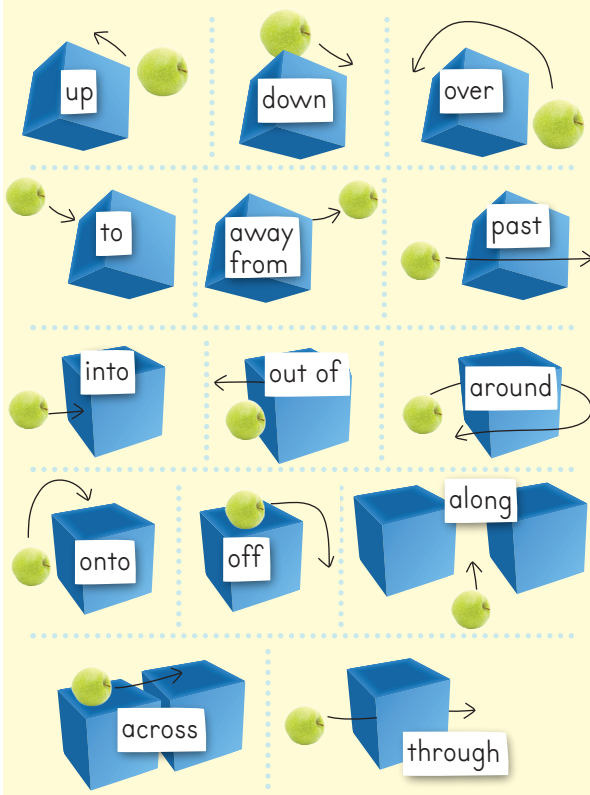 up
down
over
to
away
from
past
into
out of
around
onto
off
along
across
through